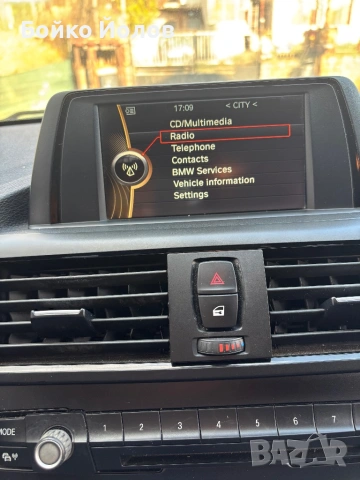 Бойко Иолов
17:09 < CITY <
CD/Multimedia
Radio
Telephone
Contacts
BMW Services
Vehicle information
Settings
MODE
1 2 3 4 5 6 7
bazar